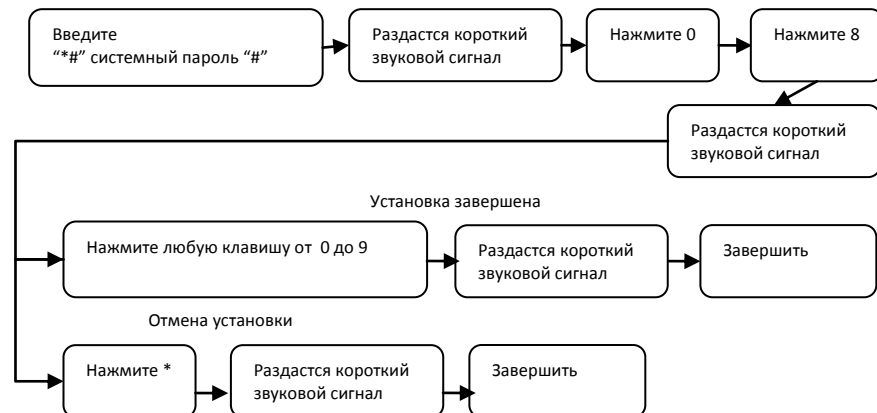 Введите
“*#” системный пароль “#”
Раздастся короткий
звуковой сигнал
Нажмите 0
Нажмите 8
Раздастся короткий
звуковой сигнал
Установка завершена
Нажмите любую клавишу от 0 до 9
Раздастся короткий
звуковой сигнал
Завершить
Отмена установки
Нажмите *
Раздастся короткий
звуковой сигнал
Завершить